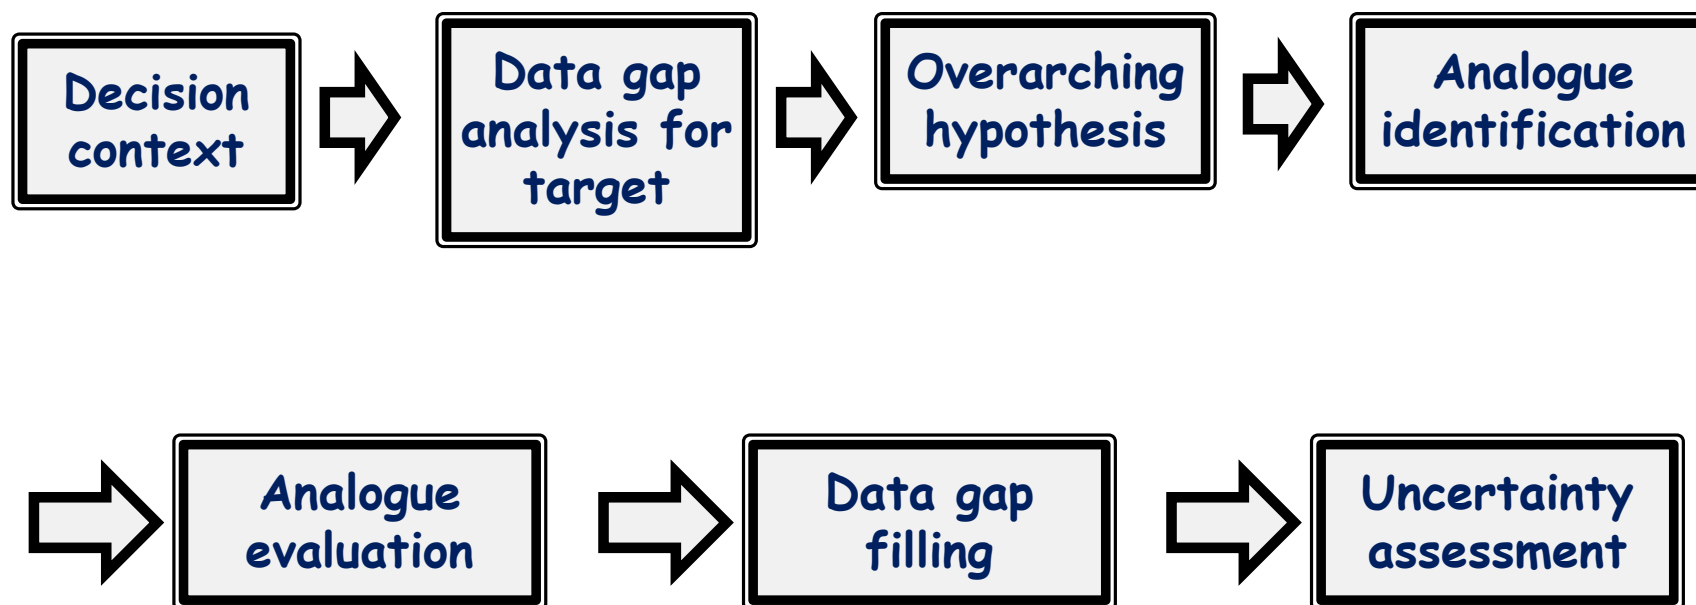 Decision
context
Data gap
analysis for
target
Overarching
hypothesis
Analogue
identification
Analogue
evaluation
Data gap
filling
Uncertainty
assessment